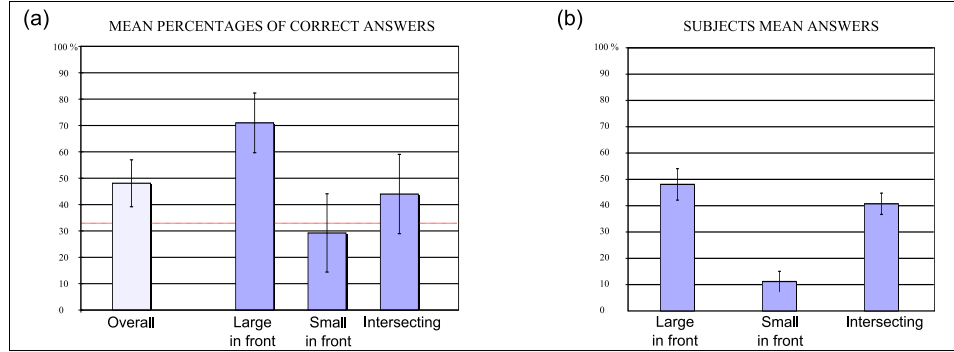 (a)
MEAN PERCENTAGES OF CORRECT ANSWERS
100 %
90
80
70
60
50
40
30
20
10
0
Overall
Large
in front
Small
in front
Intersecting
(b)
SUBJECTS MEAN ANSWERS
100 %
90
80
70
60
50
40
30
20
10
0
Large
in front
Small
in front
Intersecting